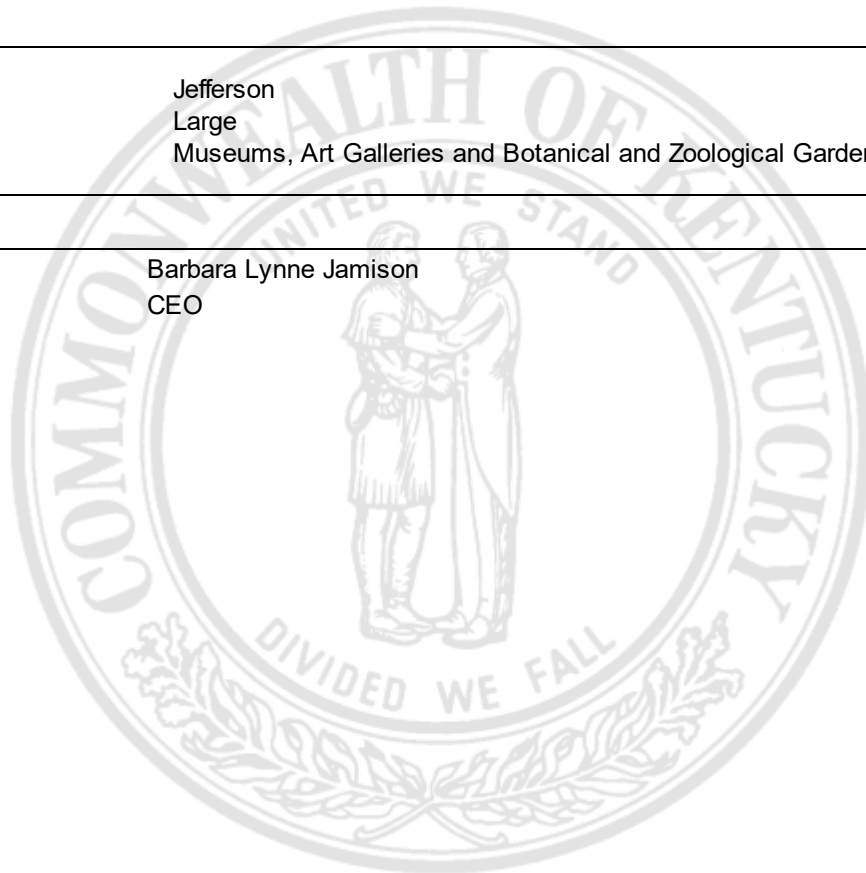 Jefferson
Large
Museums, Art Galleries and Botanical and Zoological Garden
Barbara Lynne Jamison
CEO
COMMONWEALTH OF KENTUCKY
UNITED WE STAND
DIVIDED WE FALL